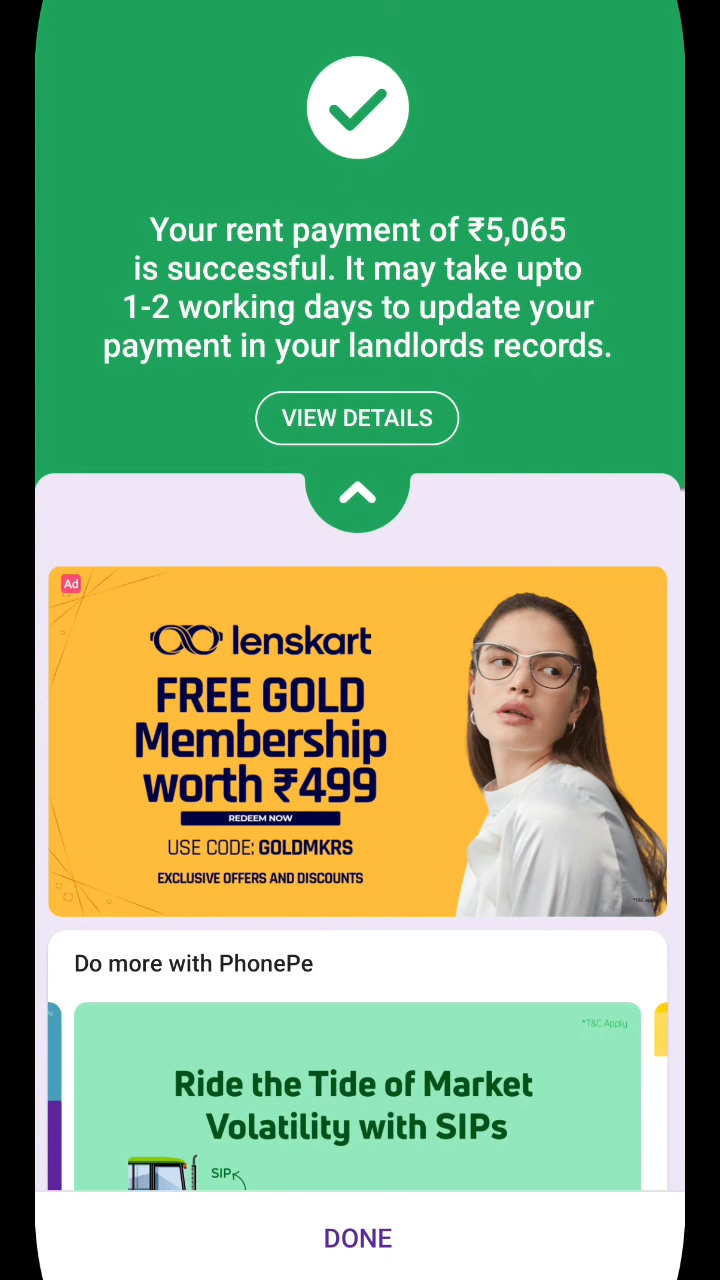 Your rent payment of ₹5,065
is successful. It may take upto
1-2 working days to update your
payment in your landlords records.
VIEW DETAILS
Ad
lenskart
FREE GOLD
Membership
worth ₹499
REDEEM NOW
USE CODE: GOLDMKRS
EXCLUSIVE OFFERS AND DISCOUNTS
*T&C apply
Do more with PhonePe
*T&C Apply
Ride the Tide of Market
Volatility with SIPs
SIP
DONE